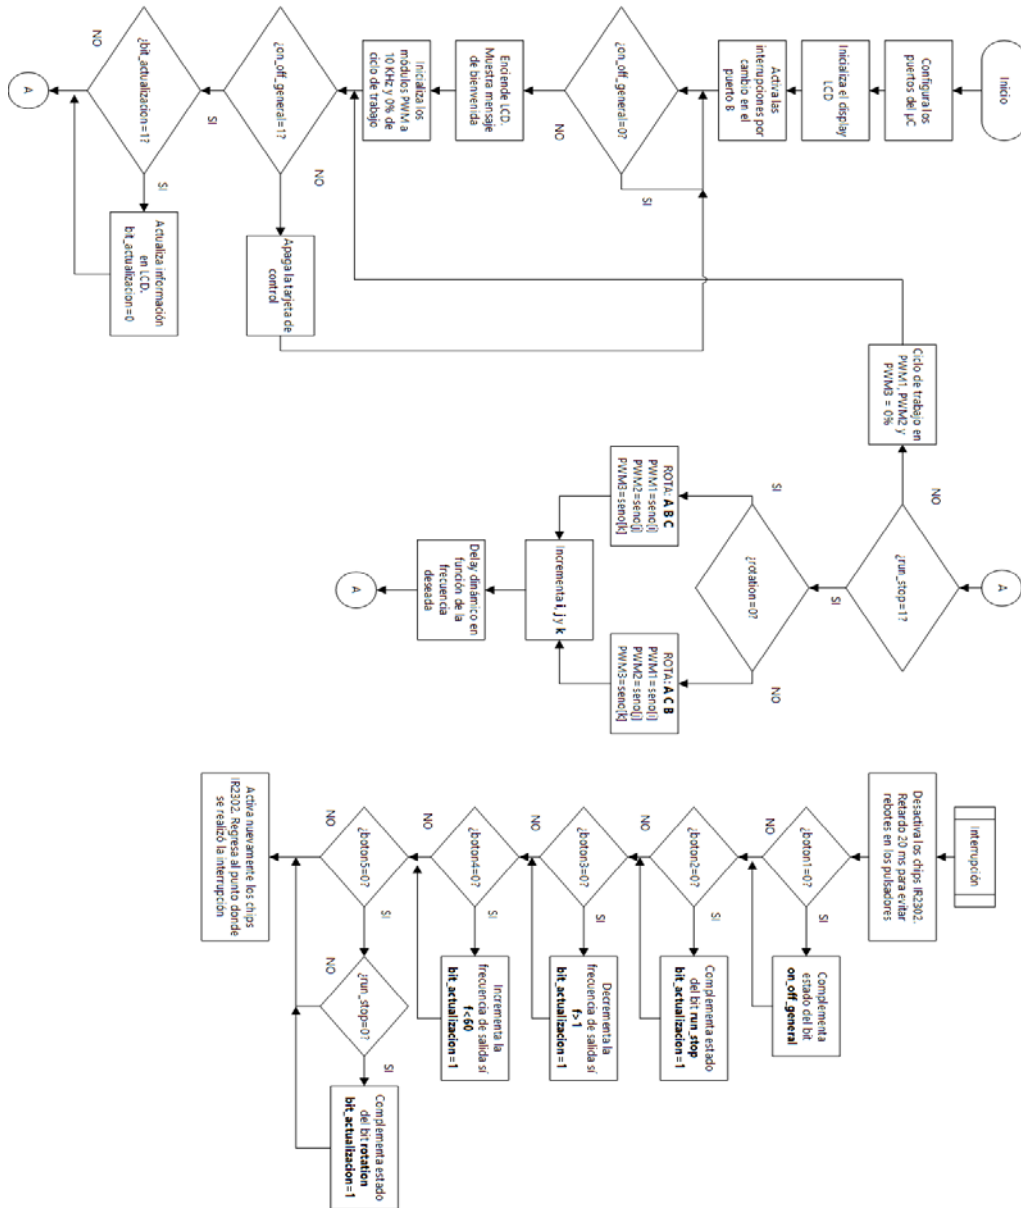 Inicio
Configura los
puertos del µC
Inicializa el display
LCD
Activa las
interrupciones por
cambio en el
puerto B
¿on_off_general=0?
SI
NO
Enciende LCD.
Muestra mensaje
de bienvenida
Inicializa los
módulos PWM a
10 KHz y 0% de
ciclo de trabajo
¿on_off_general=1?
NO
SI
Apaga la tarjeta de
control
¿bit_actualizacion=1?
SI
NO
Actualiza información
en LCD.
bit_actualizacion=0
A
A
¿run_stop=1?
NO
SI
Ciclo de trabajo en
PWM1, PWM2 y
PWM3 = 0%
¿rotation=0?
SI
NO
ROTA: A B C
PWM1=seno[i]
PWM2=seno[j]
PWM3=seno[k]
ROTA: A C B
PWM1=seno[i]
PWM2=seno[j]
PWM3=seno[k]
Incrementa i, j y k
Delay dinámico en
función de la
frecuencia
deseada
A
Interrupción
Desactiva los chips IR2302.
Retardo 20 ms para evitar
rebotes en los pulsadores
¿boton1=0?
SI
NO
Complementa
estado del bit
on_off_general
¿boton2=0?
SI
NO
Complementa estado
del bit run_stop
bit_actualizacion=1
¿boton3=0?
SI
NO
Decrementa la
frecuencia de salida sí
f>1
bit_actualizacion=1
¿boton4=0?
SI
NO
Incrementa la
frecuencia de salida sí
f<60
bit_actualizacion=1
¿boton5=0?
SI
NO
¿run_stop=0?
SI
NO
Complementa estado
del bit rotation
bit_actualizacion=1
Activa nuevamente los chips
IR2302. Regresa al punto donde
se realizó la interrupción